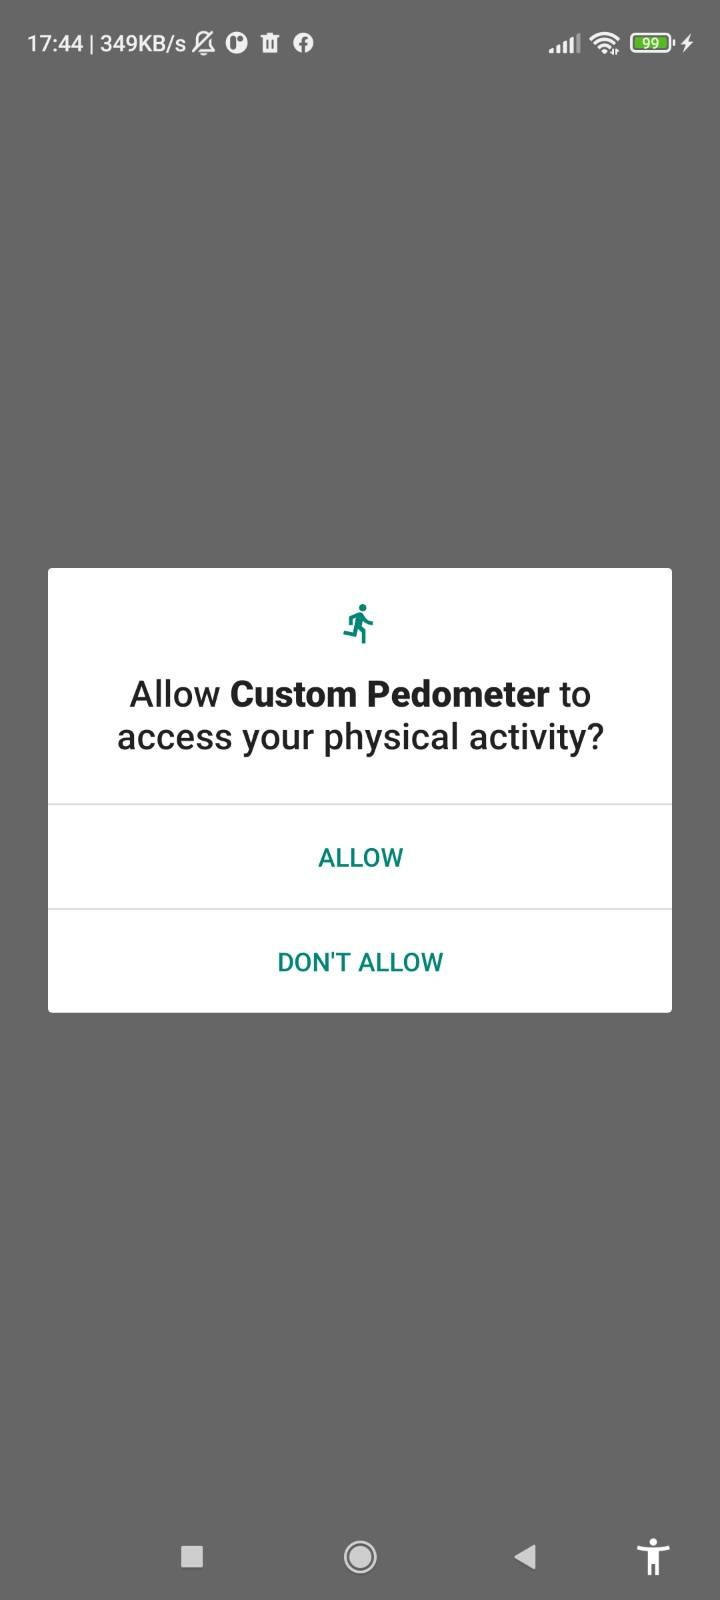 17:44 | 349KB/s
99
Allow Custom Pedometer to
access your physical activity?
ALLOW
DON'T ALLOW